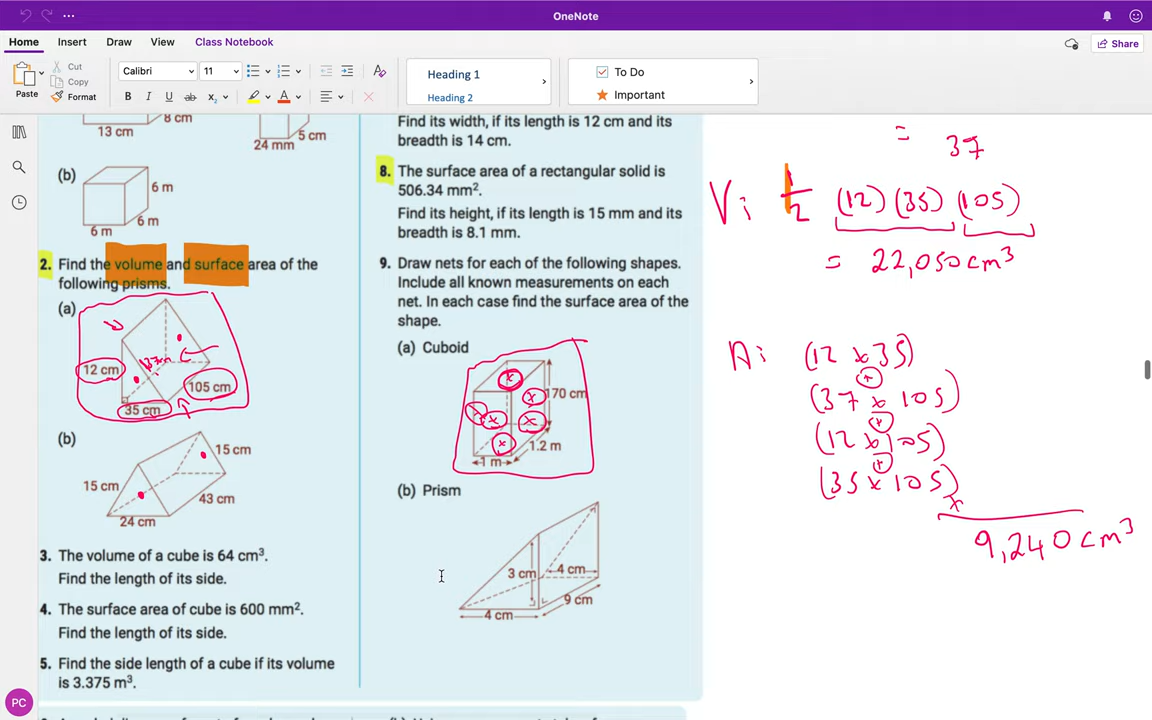 OneNote
Home Insert Draw View Class Notebook
Share
Paste
Cut
Copy
Format
Calibri 11
B I U ab X2 A
Heading 1
Heading 2
To Do
Important
13 cm
8 cm
24 mm
5 cm
(b)
6 m
6 m
6 m
2. Find the volume and surface area of the
following prisms.
(a)
12 cm
37cm
105 cm
35 cm
(b)
15 cm
15 cm
43 cm
24 cm
3. The volume of a cube is 64 cm³.
Find the length of its side.
4. The surface area of cube is 600 mm².
Find the length of its side.
5. Find the side length of a cube if its volume
is 3.375 m³.
Find its width, if its length is 12 cm and its
breadth is 14 cm.
8. The surface area of a rectangular solid is
506.34 mm².
Find its height, if its length is 15 mm and its
breadth is 8.1 mm.
9. Draw nets for each of the following shapes.
Include all known measurements on each
net. In each case find the surface area of the
shape.
(a) Cuboid
170 cm
1.2 m
1 m
(b) Prism
3 cm
4 cm
9 cm
4 cm
= 37
V: 1/2 (12)(35)(105)
= 22,050cm³
A: (12 x 35)
+
(37 x 105)
+
(12 x 105)
+
(35 x 105)
9,240cm³
PC